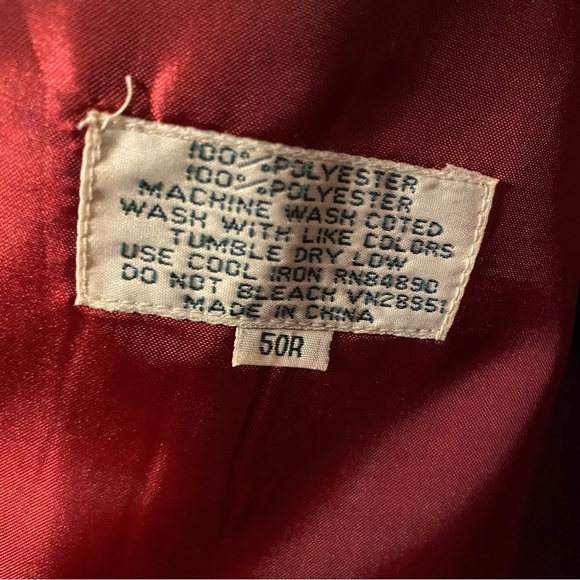 100% POLYESTER
100% POLYESTER
MACHINE WASH COTED
WASH WITH LIKE COLORS
TUMBLE DRY LOW
USE COOL IRON RN84890
DO NOT BLEACH VN28951
MADE IN CHINA
50R